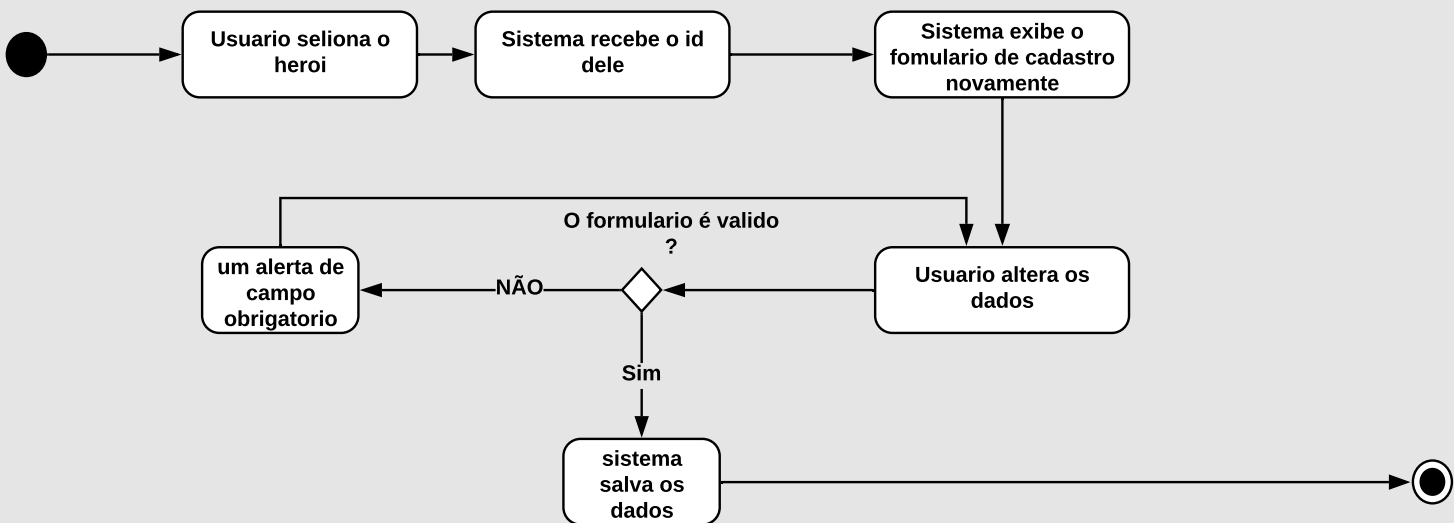 Usuario seliona o
heroi
Sistema recebe o id
dele
Sistema exibe o
fomulario de cadastro
novamente
O formulario é valido
?
um alerta de
campo
obrigatorio
NÃO
Usuario altera os
dados
Sim
sistema
salva os
dados